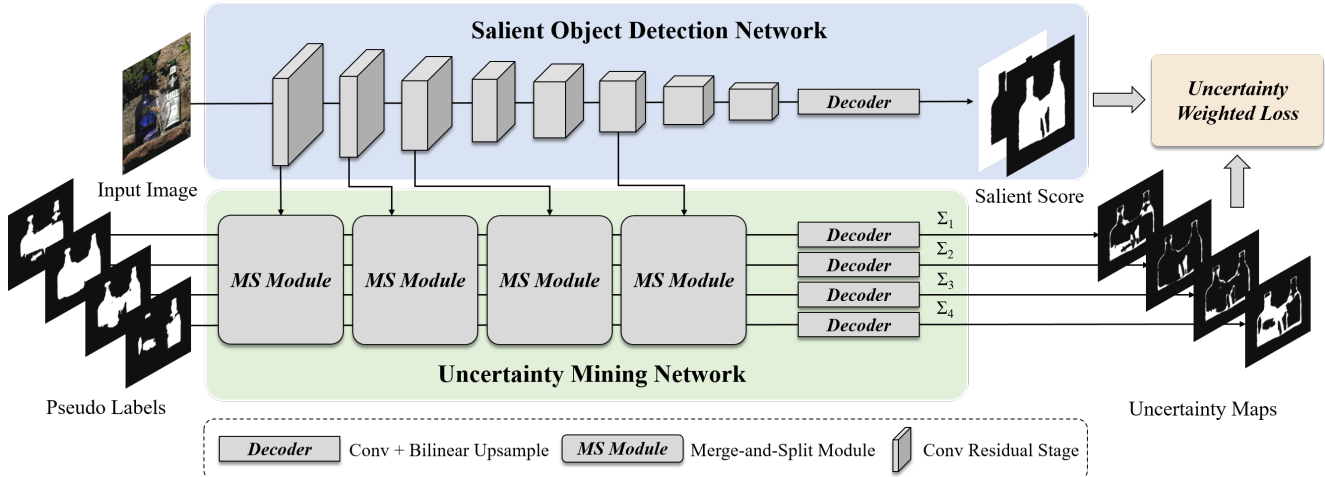 Salient Object Detection Network
Decoder
Uncertainty
Weighted Loss
Input Image
Salient Score
MS Module
MS Module
MS Module
MS Module
Decoder
Σ1
Decoder
Σ2
Decoder
Σ3
Decoder
Σ4
Uncertainty Mining Network
Pseudo Labels
Uncertainty Maps
Decoder
Conv + Bilinear Upsample
MS Module
Merge-and-Split Module
Conv Residual Stage